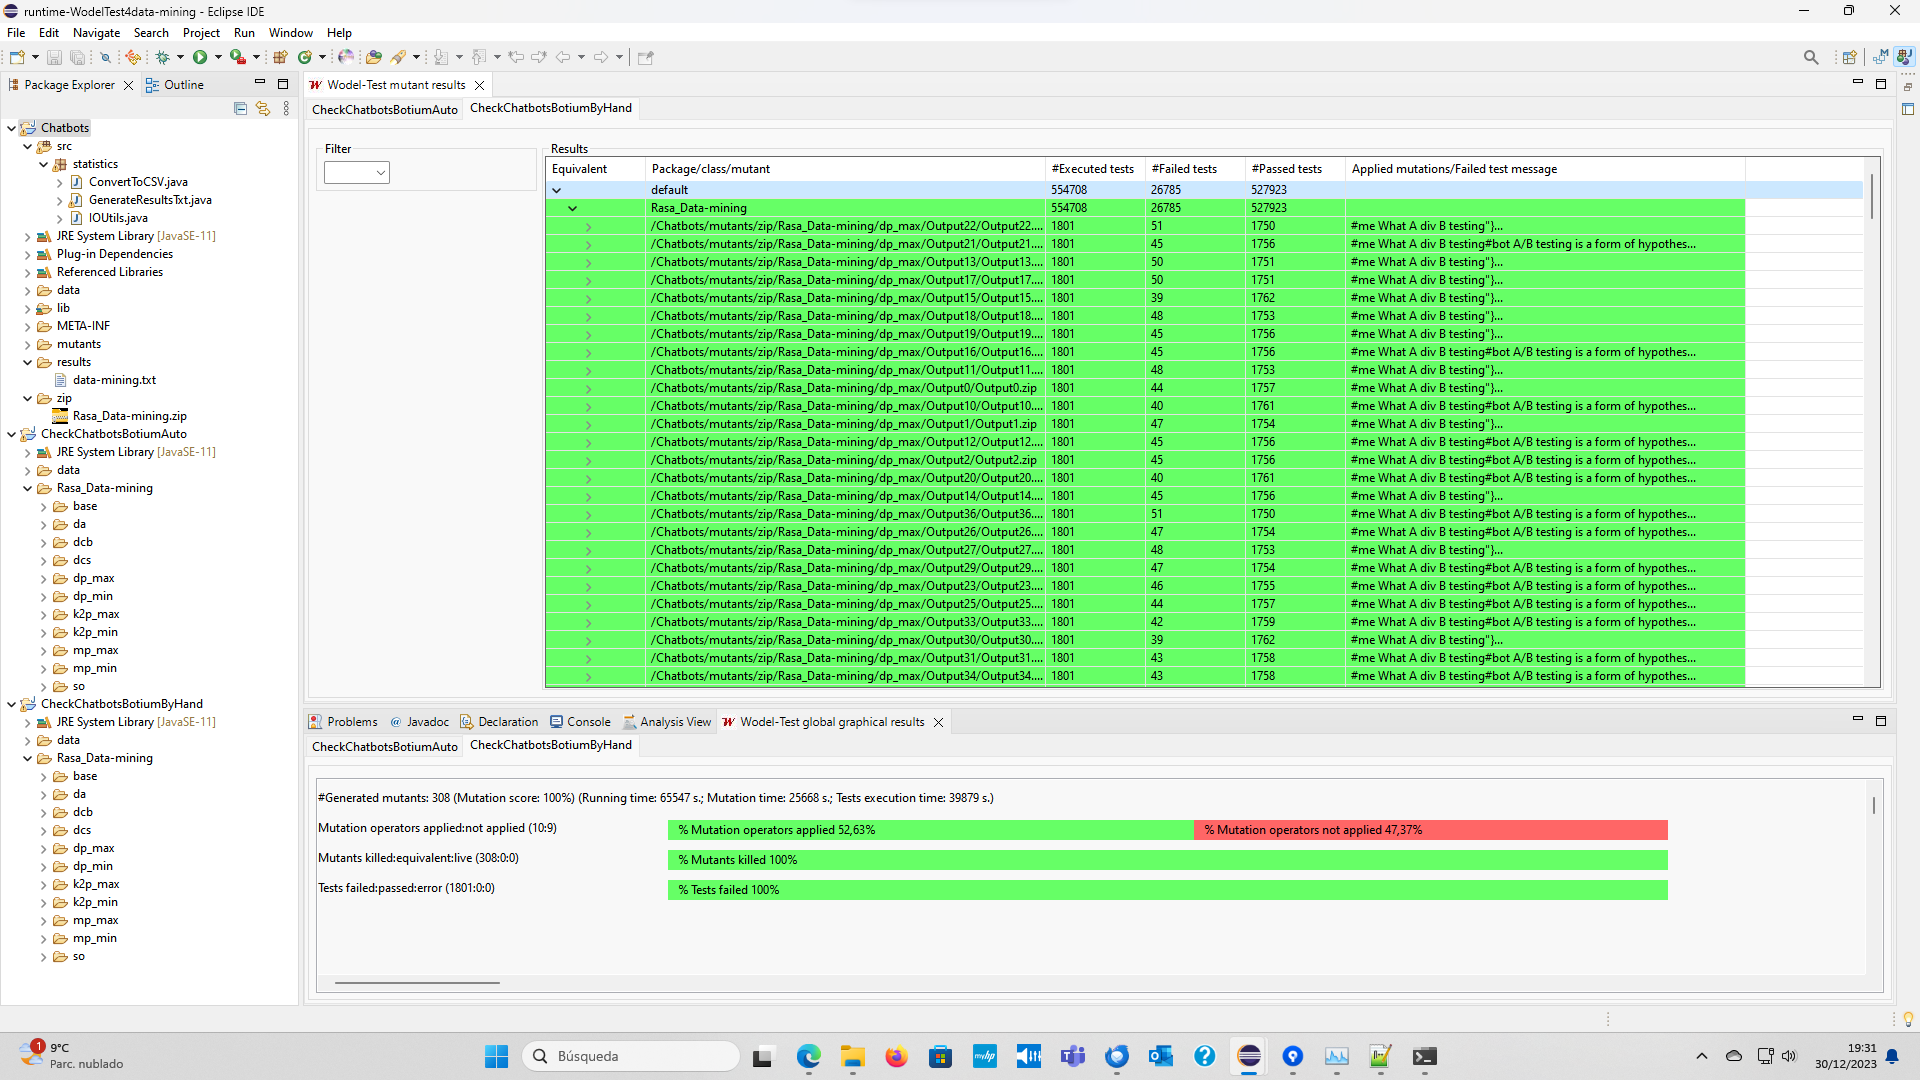 runtime-WodelTest4data-mining - Eclipse IDE
File Edit Navigate Search Project Run Window Help
Package Explorer
Outline
Chatbots
src
statistics
ConvertToCSV.java
GenerateResultsTxt.java
IOUtils.java
JRE System Library [JavaSE-11]
Plug-in Dependencies
Referenced Libraries
data
lib
META-INF
mutants
results
data-mining.txt
zip
Rasa_Data-mining.zip
CheckChatbotsBotiumAuto
JRE System Library [JavaSE-11]
data
Rasa_Data-mining
base
da
dcb
dcs
dp_max
dp_min
k2p_max
k2p_min
mp_max
mp_min
so
CheckChatbotsBotiumByHand
JRE System Library [JavaSE-11]
data
Rasa_Data-mining
base
da
dcb
dcs
dp_max
dp_min
k2p_max
k2p_min
mp_max
mp_min
so
Wodel-Test mutant results
CheckChatbotsBotiumAuto CheckChatbotsBotiumByHand
Filter
Results
Equivalent Package/class/mutant #Executed tests #Failed tests #Passed tests Applied mutations/Failed test message
default 554708 26785 527923
Rasa_Data-mining 554708 26785 527923
/Chatbots/mutants/zip/Rasa_Data-mining/dp_max/Output22/Output22.... 1801 51 1750 #me What A div B testing"}...
/Chatbots/mutants/zip/Rasa_Data-mining/dp_max/Output21/Output21.... 1801 45 1756 #me What A div B testing#bot A/B testing is a form of hypothes...
/Chatbots/mutants/zip/Rasa_Data-mining/dp_max/Output13/Output13.... 1801 50 1751 #me What A div B testing"}...
/Chatbots/mutants/zip/Rasa_Data-mining/dp_max/Output17/Output17.... 1801 50 1751 #me What A div B testing"}...
/Chatbots/mutants/zip/Rasa_Data-mining/dp_max/Output15/Output15.... 1801 39 1762 #me What A div B testing"}...
/Chatbots/mutants/zip/Rasa_Data-mining/dp_max/Output18/Output18.... 1801 48 1753 #me What A div B testing"}...
/Chatbots/mutants/zip/Rasa_Data-mining/dp_max/Output19/Output19.... 1801 45 1756 #me What A div B testing"}...
/Chatbots/mutants/zip/Rasa_Data-mining/dp_max/Output16/Output16.... 1801 45 1756 #me What A div B testing#bot A/B testing is a form of hypothes...
/Chatbots/mutants/zip/Rasa_Data-mining/dp_max/Output11/Output11.... 1801 48 1753 #me What A div B testing"}...
/Chatbots/mutants/zip/Rasa_Data-mining/dp_max/Output0/Output0.zip 1801 44 1757 #me What A div B testing"}...
/Chatbots/mutants/zip/Rasa_Data-mining/dp_max/Output10/Output10.... 1801 40 1761 #me What A div B testing#bot A/B testing is a form of hypothes...
/Chatbots/mutants/zip/Rasa_Data-mining/dp_max/Output1/Output1.zip 1801 47 1754 #me What A div B testing"}...
/Chatbots/mutants/zip/Rasa_Data-mining/dp_max/Output12/Output12.... 1801 45 1756 #me What A div B testing#bot A/B testing is a form of hypothes...
/Chatbots/mutants/zip/Rasa_Data-mining/dp_max/Output2/Output2.zip 1801 45 1756 #me What A div B testing#bot A/B testing is a form of hypothes...
/Chatbots/mutants/zip/Rasa_Data-mining/dp_max/Output20/Output20.... 1801 40 1761 #me What A div B testing#bot A/B testing is a form of hypothes...
/Chatbots/mutants/zip/Rasa_Data-mining/dp_max/Output14/Output14.... 1801 45 1756 #me What A div B testing"}...
/Chatbots/mutants/zip/Rasa_Data-mining/dp_max/Output36/Output36.... 1801 51 1750 #me What A div B testing#bot A/B testing is a form of hypothes...
/Chatbots/mutants/zip/Rasa_Data-mining/dp_max/Output26/Output26.... 1801 47 1754 #me What A div B testing#bot A/B testing is a form of hypothes...
/Chatbots/mutants/zip/Rasa_Data-mining/dp_max/Output27/Output27.... 1801 48 1753 #me What A div B testing"}...
/Chatbots/mutants/zip/Rasa_Data-mining/dp_max/Output29/Output29.... 1801 47 1754 #me What A div B testing#bot A/B testing is a form of hypothes...
/Chatbots/mutants/zip/Rasa_Data-mining/dp_max/Output23/Output23.... 1801 46 1755 #me What A div B testing#bot A/B testing is a form of hypothes...
/Chatbots/mutants/zip/Rasa_Data-mining/dp_max/Output25/Output25.... 1801 44 1757 #me What A div B testing#bot A/B testing is a form of hypothes...
/Chatbots/mutants/zip/Rasa_Data-mining/dp_max/Output33/Output33.... 1801 42 1759 #me What A div B testing#bot A/B testing is a form of hypothes...
/Chatbots/mutants/zip/Rasa_Data-mining/dp_max/Output30/Output30.... 1801 39 1762 #me What A div B testing"}...
/Chatbots/mutants/zip/Rasa_Data-mining/dp_max/Output31/Output31.... 1801 43 1758 #me What A div B testing#bot A/B testing is a form of hypothes...
/Chatbots/mutants/zip/Rasa_Data-mining/dp_max/Output34/Output34.... 1801 43 1758 #me What A div B testing#bot A/B testing is a form of hypothes...
Problems Javadoc Declaration Console Analysis View Wodel-Test global graphical results
CheckChatbotsBotiumAuto CheckChatbotsBotiumByHand
#Generated mutants: 308 (Mutation score: 100%) (Running time: 65547 s.; Mutation time: 25668 s.; Tests execution time: 39879 s.)
Mutation operators applied:not applied (10:9) % Mutation operators applied 52,63% % Mutation operators not applied 47,37%
Mutants killed:equivalent:live (308:0:0) % Mutants killed 100%
Tests failed:passed:error (1801:0:0) % Tests failed 100%
1
9°C
Parc. nublado
Búsqueda
myhp
19:31
30/12/2023